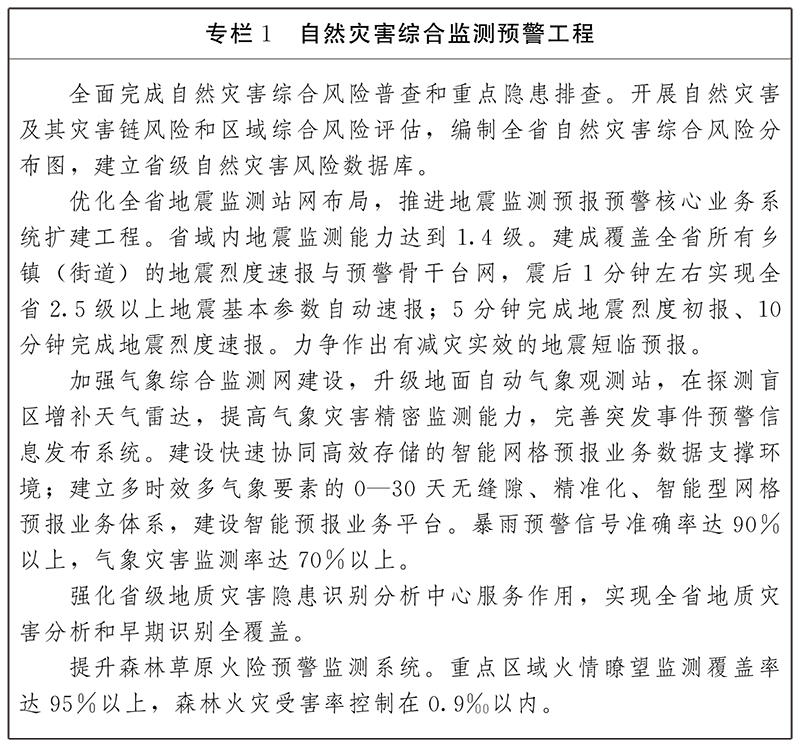 专栏1 自然灾害综合监测预警工程
全面完成自然灾害综合风险普查和重点隐患排查。开展自然灾害
及其灾害链风险和区域综合风险评估，编制全省自然灾害综合风险分
布图，建立省级自然灾害风险数据库。
优化全省地震监测站网布局，推进地震监测预报预警核心业务系
统扩建工程。省域内地震监测能力达到1.4级。建成覆盖全省所有乡
镇（街道）的地震烈度速报与预警骨干台网，震后1分钟左右实现全
省2.5级以上地震基本参数自动速报；5分钟完成地震烈度初报、10
分钟完成地震烈度速报。力争作出有减灾实效的地震短临预报。
加强气象综合监测网建设，升级地面自动气象观测站，在探测盲
区增补天气雷达，提高气象灾害精密监测能力，完善突发事件预警信
息发布系统。建设快速协同高效存储的智能网格预报业务数据支撑环
境；建立多时效多气象要素的0—30天无缝隙、精准化、智能型网格
预报业务体系，建设智能预报业务平台。暴雨预警信号准确率达90%
以上，气象灾害监测率达70%以上。
强化省级地质灾害隐患识别分析中心服务作用，实现全省地质灾
害分析和早期识别全覆盖。
提升森林草原火险预警监测系统。重点区域火情瞭望监测覆盖率
达95%以上，森林火灾受害率控制在0.9‰以内。